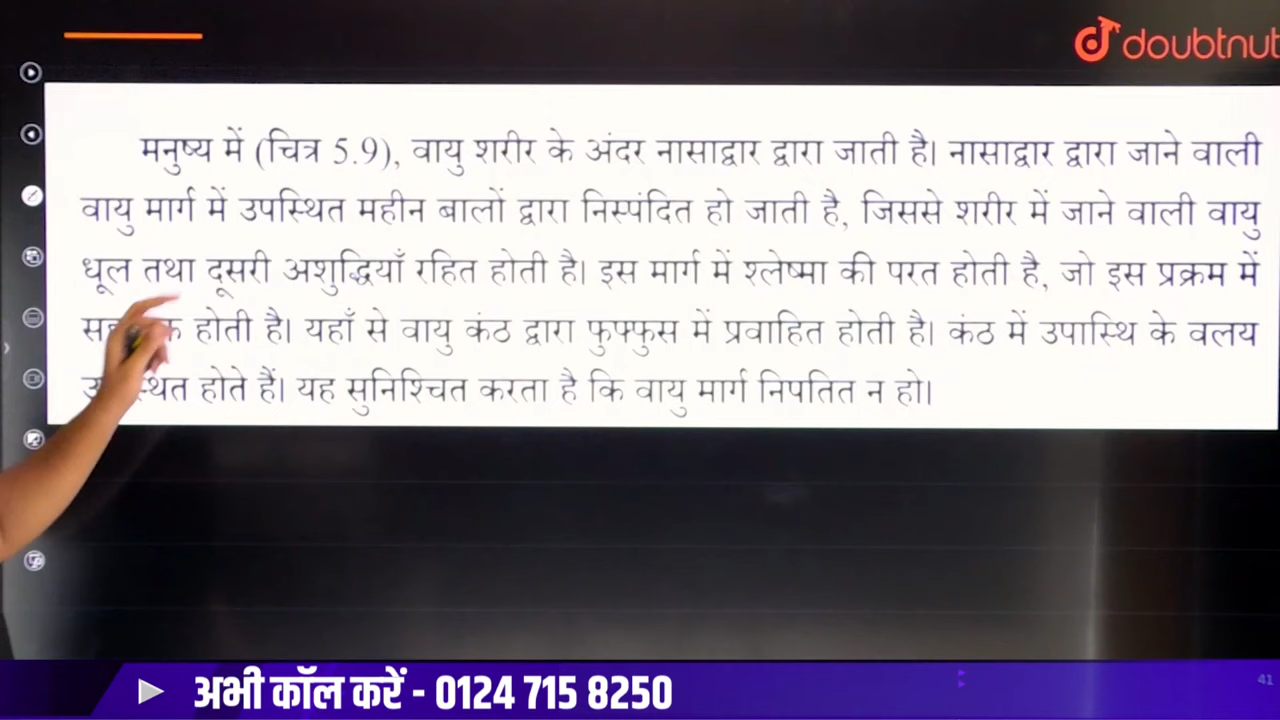 doubtnut
मनुष्य में (चित्र 5.9), वायु शरीर के अंदर नासाद्वार द्वारा जाती है। नासाद्वार द्वारा जाने वाली
वायु मार्ग में उपस्थित महीन बालों द्वारा निस्पंदित हो जाती है, जिससे शरीर में जाने वाली वायु
धूल तथा दूसरी अशुद्धियाँ रहित होती है। इस मार्ग में श्लेष्मा की परत होती है, जो इस प्रक्रम में
होती है। यहाँ से वायु कंठ द्वारा फुफ्फुस में प्रवाहित होती है। कंठ में उपास्थि के वलय
होते हैं। यह सुनिश्चित करता है कि वायु मार्ग निपतित न हो।
अभी कॉल करें - 0124 715 8250
41